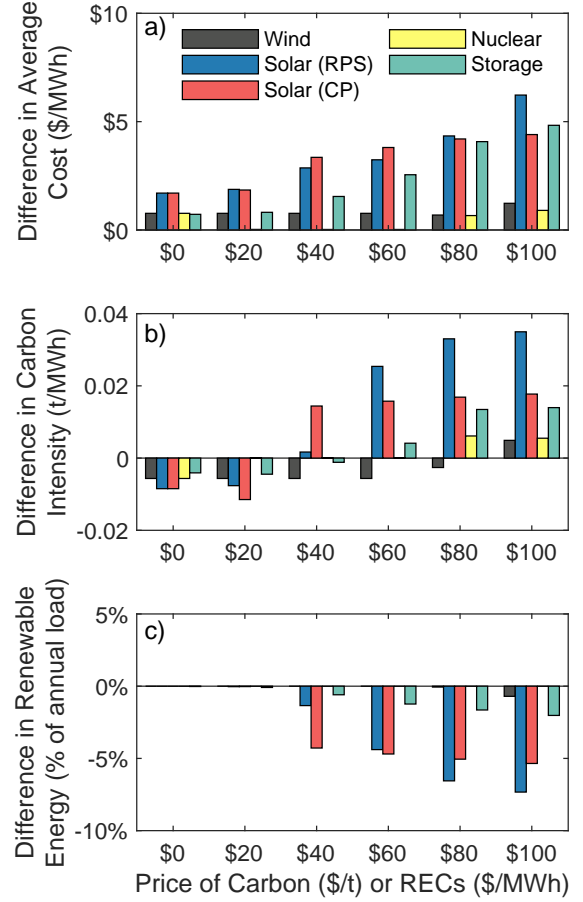 a)
Wind
Nuclear
Solar (RPS)
Storage
Solar (CP)
Difference in Average
Cost ($/MWh)
$10
$5
$0
$0 $20 $40 $60 $80 $100
b)
Difference in Carbon
Intensity (t/MWh)
0.04
0.02
0
-0.02
$0 $20 $40 $60 $80 $100
c)
Difference in Renewable
Energy (% of annual load)
5%
0%
-5%
-10%
$0 $20 $40 $60 $80 $100
Price of Carbon ($/t) or RECs ($/MWh)